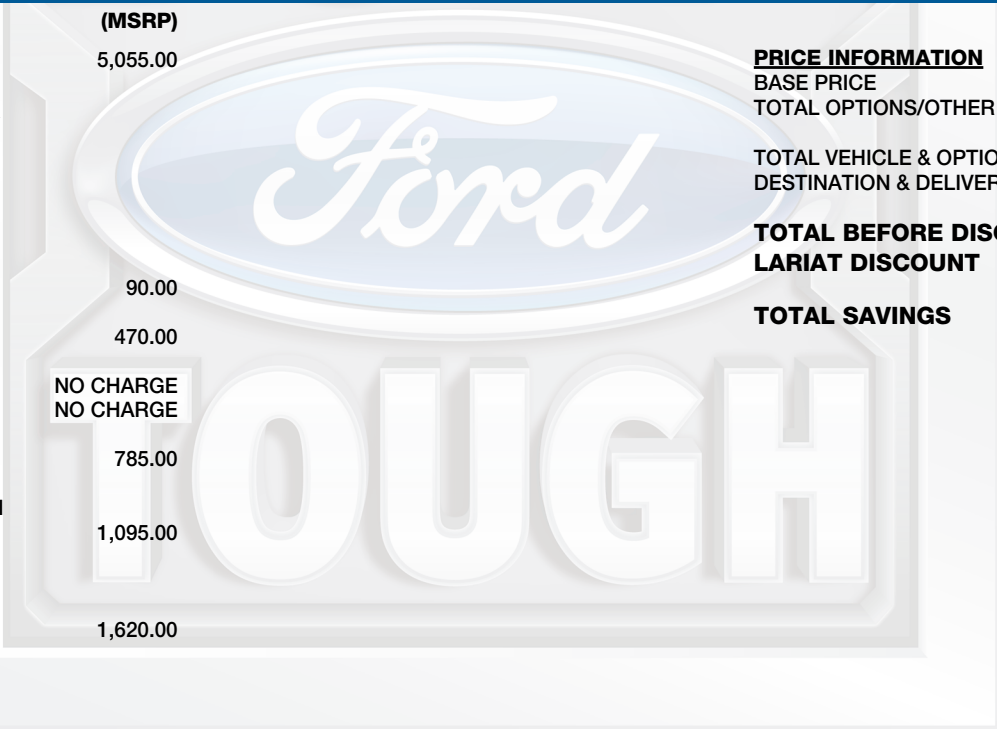 (MSRP)
5,055.00
90.00
470.00
NO CHARGE
NO CHARGE
785.00
1,095.00
1,620.00
PRICE INFORMATION
BASE PRICE
TOTAL OPTIONS/OTHER
TOTAL VEHICLE & OPTIO
DESTINATION & DELIVER
TOTAL BEFORE DISC
LARIAT DISCOUNT
TOTAL SAVINGS
Ford
TOUGH